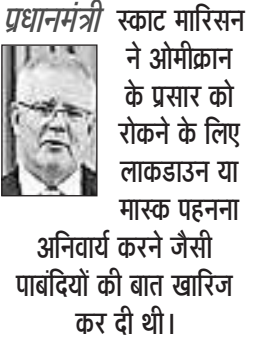 प्रधानमंत्री स्काट मारिसन
ने ओमीक्रान
के प्रसार को
रोकने के लिए
लाकडाउन या
मास्क पहनना
अनिवार्य करने जैसी
पाबंदियों की बात खारिज
कर दी थी।